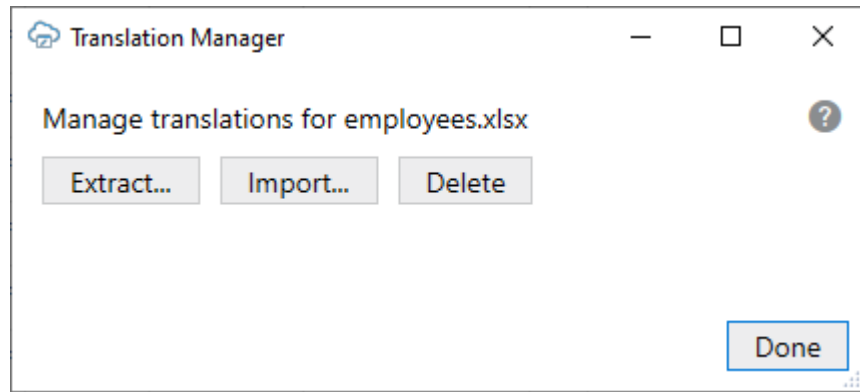 Translation Manager
Manage translations for employees.xlsx
?
Extract... Import... Delete
Done